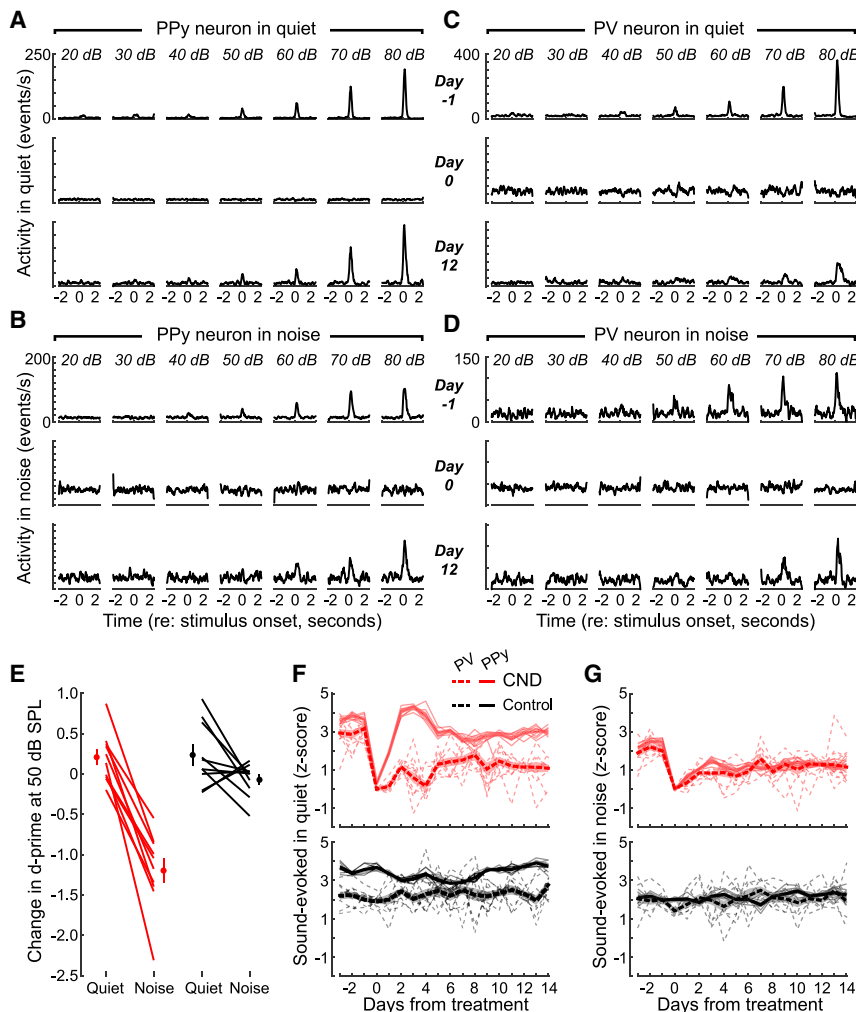 A
PPy neuron in quiet
20 dB 30 dB 40 dB 50 dB 60 dB 70 dB 80 dB
250
0
Activity in quiet (events/s)
-2 0 2 -2 0 2 -2 0 2 -2 0 2 -2 0 2 -2 0 2 -2 0 2
Day -1
Day 0
Day 12
C
PV neuron in quiet
20 dB 30 dB 40 dB 50 dB 60 dB 70 dB 80 dB
400
0
-2 0 2 -2 0 2 -2 0 2 -2 0 2 -2 0 2 -2 0 2 -2 0 2
B
PPy neuron in noise
20 dB 30 dB 40 dB 50 dB 60 dB 70 dB 80 dB
200
0
Activity in noise (events/s)
-2 0 2 -2 0 2 -2 0 2 -2 0 2 -2 0 2 -2 0 2 -2 0 2
Day -1
Day 0
Day 12
D
PV neuron in noise
20 dB 30 dB 40 dB 50 dB 60 dB 70 dB 80 dB
150
0
-2 0 2 -2 0 2 -2 0 2 -2 0 2 -2 0 2 -2 0 2 -2 0 2
Time (re: stimulus onset, seconds)
E
Change in d-prime at 50 dB SPL
1.0
0.5
0
-0.5
-1.0
-1.5
-2.0
-2.5
Quiet Noise Quiet Noise
F
PV PPy
CND
Control
Sound-evoked in quiet (z-score)
5
3
1
-1
5
3
1
-1
-2 0 2 4 6 8 10 12 14
Days from treatment
G
Sound-evoked in noise (z-score)
5
3
1
-1
5
3
1
-1
-2 0 2 4 6 8 10 12 14
Days from treatment